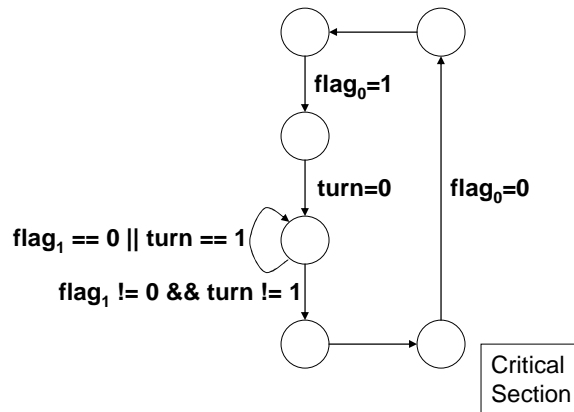 flag₀=1
turn=0
flag₀=0
flag₁ == 0 || turn == 1
flag₁ != 0 && turn != 1
Critical
Section